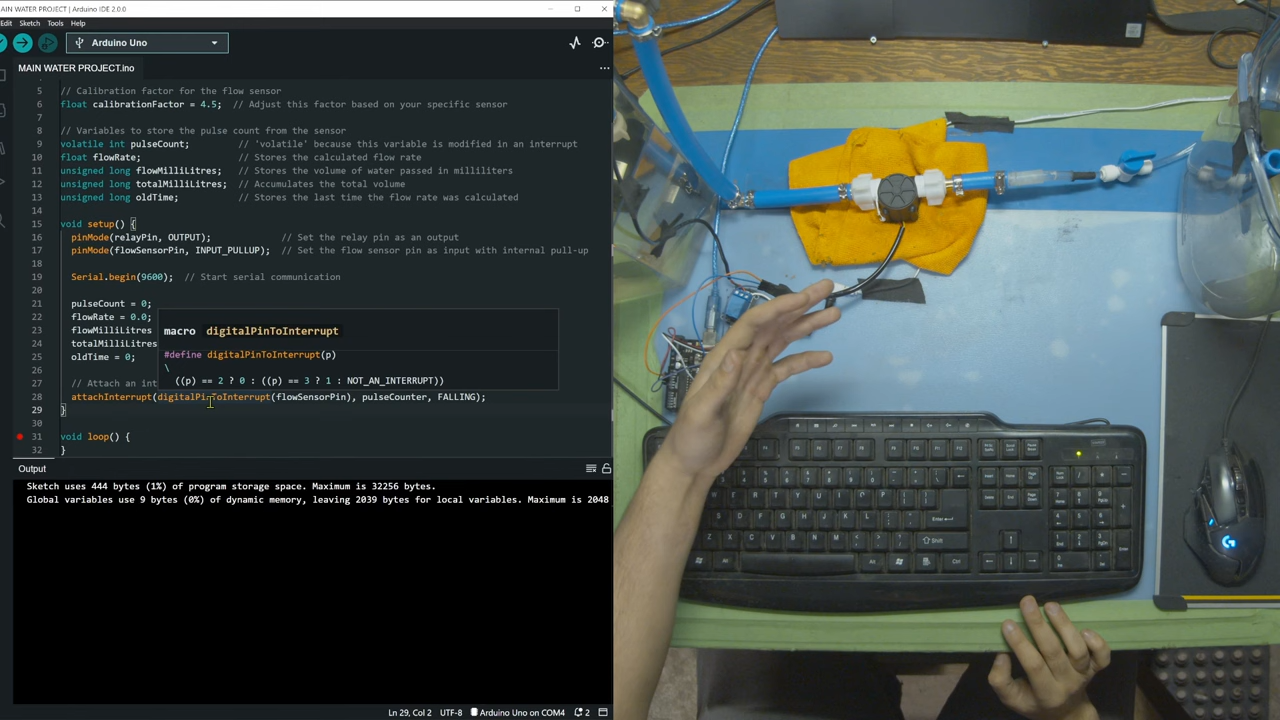 AIN WATER PROJECT | Arduino IDE 2.0.0
Edit Sketch Tools Help
Arduino Uno
MAIN WATER PROJECT.ino
5 // Calibration factor for the flow sensor
6 float calibrationFactor = 4.5; // Adjust this factor based on your specific sensor
7
8 // Variables to store the pulse count from the sensor
9 volatile int pulseCount; // 'volatile' because this variable is modified in an interrupt
10 float flowRate; // Stores the calculated flow rate
11 unsigned long flowMilliLitres; // Stores the volume of water passed in milliliters
12 unsigned long totalMilliLitres; // Accumulates the total volume
13 unsigned long oldTime; // Stores the last time the flow rate was calculated
14
15 void setup() {
16 pinMode(relayPin, OUTPUT); // Set the relay pin as an output
17 pinMode(flowSensorPin, INPUT_PULLUP); // Set the flow sensor pin as input with internal pull-up
18
19 Serial.begin(9600); // Start serial communication
20
21 pulseCount = 0;
22 flowRate = 0.0;
23 flowMilliLitres
24 totalMilliLitres
25 oldTime = 0;
26
27 // Attach an int
macro digitalPinToInterrupt
#define digitalPinToInterrupt(p)
\
((p) == 2 ? 0 : ((p) == 3 ? 1 : NOT_AN_INTERRUPT))
28 attachInterrupt(digitalPinToInterrupt(flowSensorPin), pulseCounter, FALLING);
29 }
30
31 void loop() {
32 }
Output
Sketch uses 444 bytes (1%) of program storage space. Maximum is 32256 bytes.
Global variables use 9 bytes (0%) of dynamic memory, leaving 2039 bytes for local variables. Maximum is 2048
Ln 29, Col 2 UTF-8 Arduino Uno on COM4 2